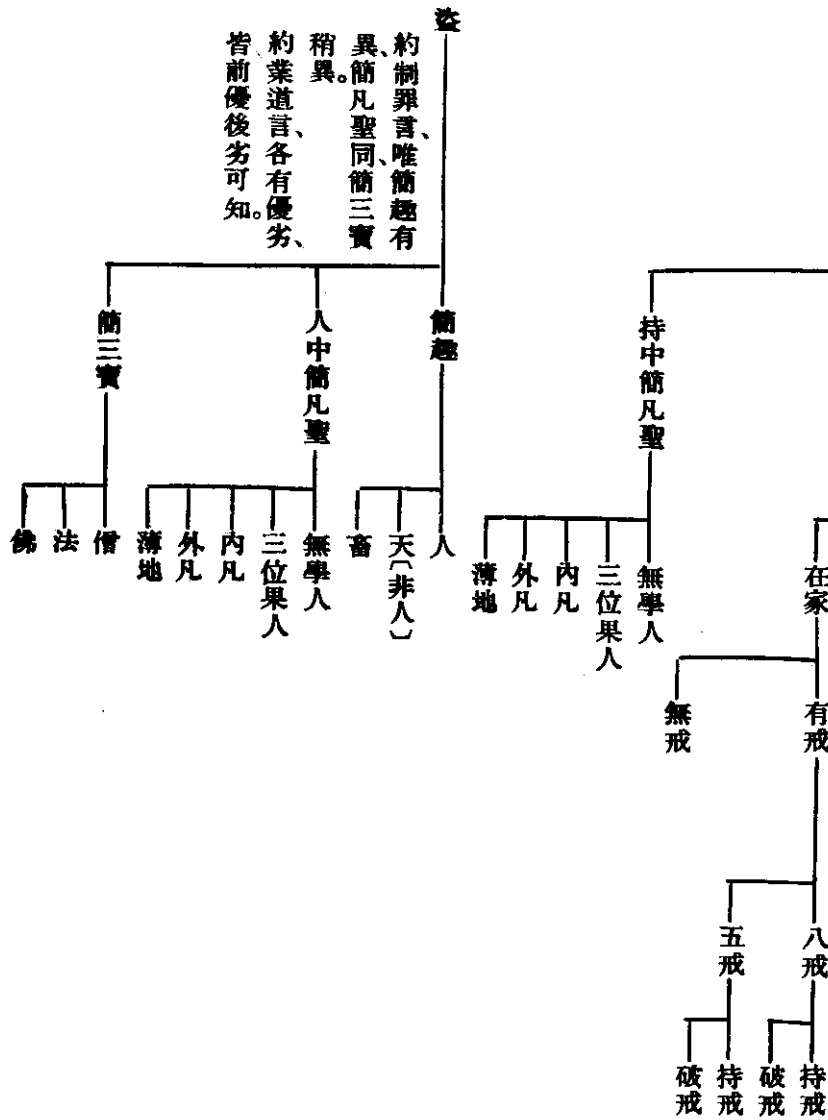 在家
有戒
八戒
持戒
破戒
五戒
持戒
破戒
無戒
持中簡凡聖
無學人
三位果人
內凡
外凡
薄地
盜
約制罪言、唯簡趣有
異、簡凡聖同、簡三寶
稍異。
約業道言、各有優劣、
皆前優後劣可知。
簡趣
人
天〔非人〕
畜
人中簡凡聖
無學人
三位果人
內凡
外凡
薄地
簡三寶
僧
法
佛